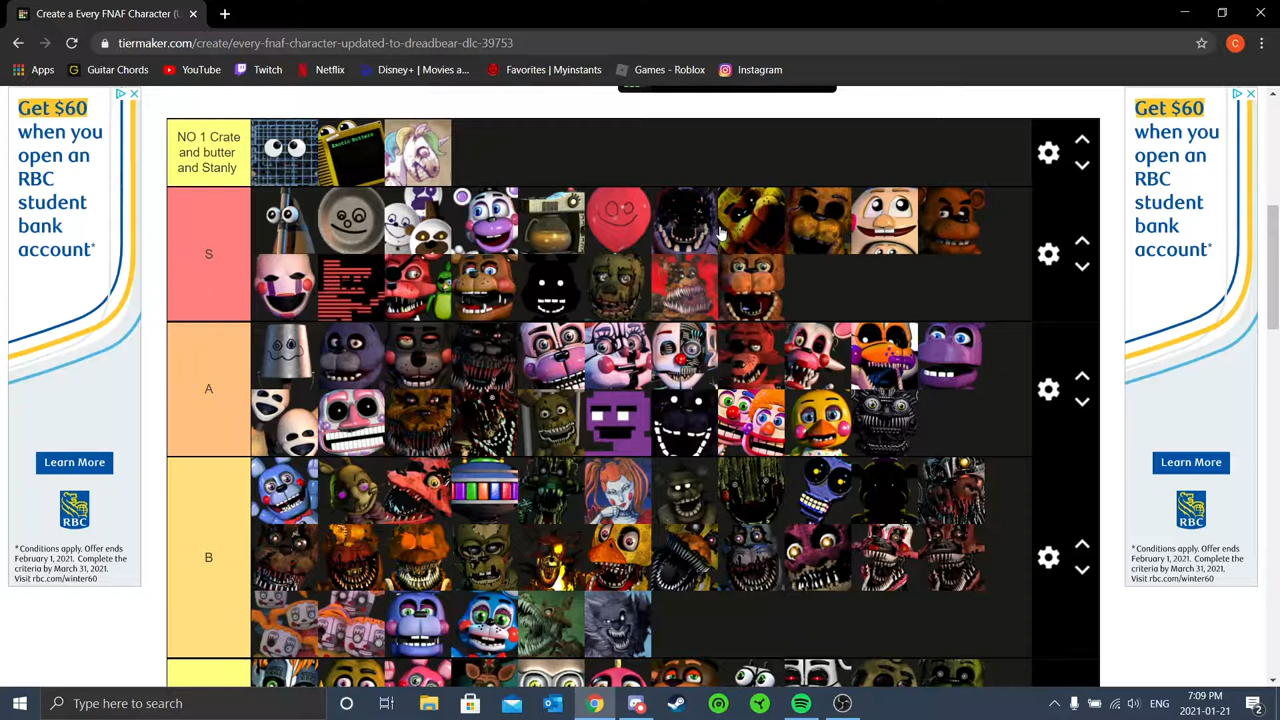 Create a Every FNAF Character (U
tiermaker.com/create/every-fnaf-character-updated-to-dreadbear-dlc-39753
C
Apps
Guitar Chords
YouTube
Twitch
Netflix
Disney+ | Movies a...
Favorites | Myinstants
Games - Roblox
Instagram
Get $60
when you
open an
RBC
student
bank
account*
Learn More
RBC
*Conditions apply. Offer ends
February 1, 2021. Complete the
criteria by March 31, 2021.
Visit rbc.com/winter60
NO 1 Crate
and butter
and Stanly
Exotic Butters
S
A
B
Get $60
when you
open an
RBC
student
bank
account*
Learn More
RBC
*Conditions apply. Offer ends
February 1, 2021. Complete the
criteria by March 31, 2021.
Visit rbc.com/winter60
Type here to search
ENG
7:09 PM
2021-01-21
2